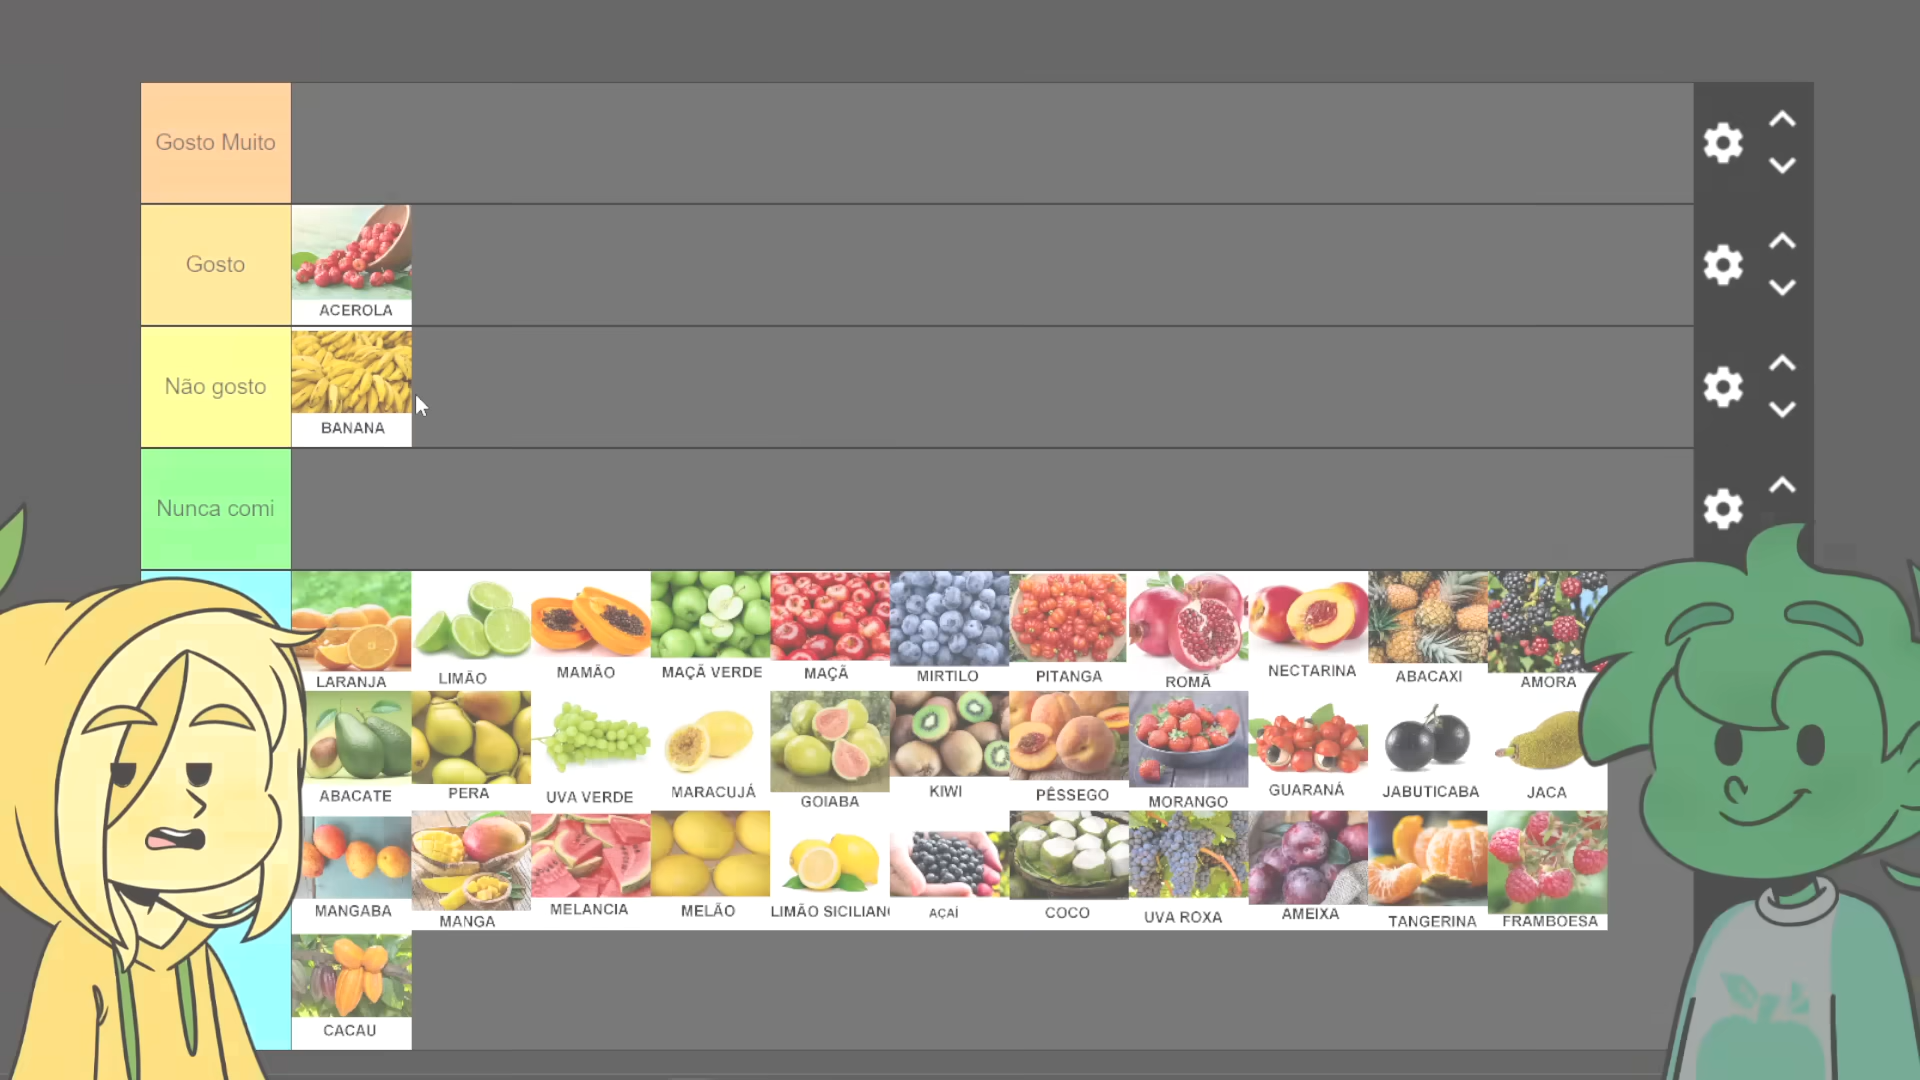 Gosto Muito
Gosto
ACEROLA
Não gosto
BANANA
Nunca comi
LARANJA
LIMÃO
MAMÃO
MAÇÃ VERDE
MAÇÃ
MIRTILO
PITANGA
ROMÃ
NECTARINA
ABACAXI
AMORA
ABACATE
PERA
UVA VERDE
MARACUJÁ
GOIABA
KIWI
PÊSSEGO
MORANGO
GUARANÁ
JABUTICABA
JACA
MANGABA
MANGA
MELANCIA
MELÃO
LIMÃO SICILIAN
AÇAÍ
COCO
UVA ROXA
AMEIXA
TANGERINA
FRAMBOESA
CACAU